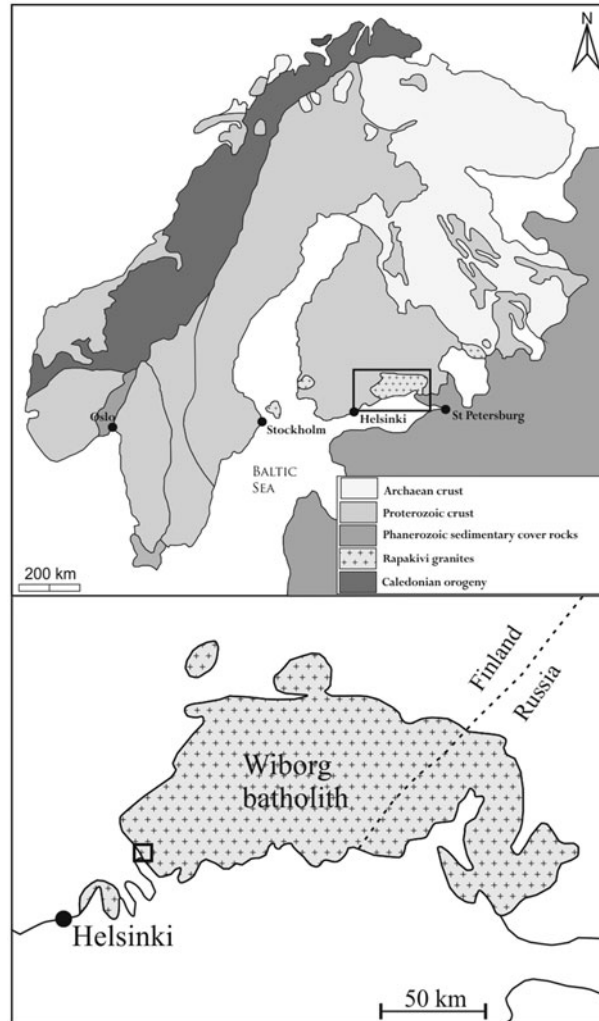 N
Oslo
Stockholm
Helsinki
St Petersburg
BALTIC
SEA
Archaean crust
Proterozoic crust
Phanerozoic sedimentary cover rocks
Rapakivi granites
Caledonian orogeny
200 km
Finland
Russia
Wiborg
batholith
Helsinki
50 km